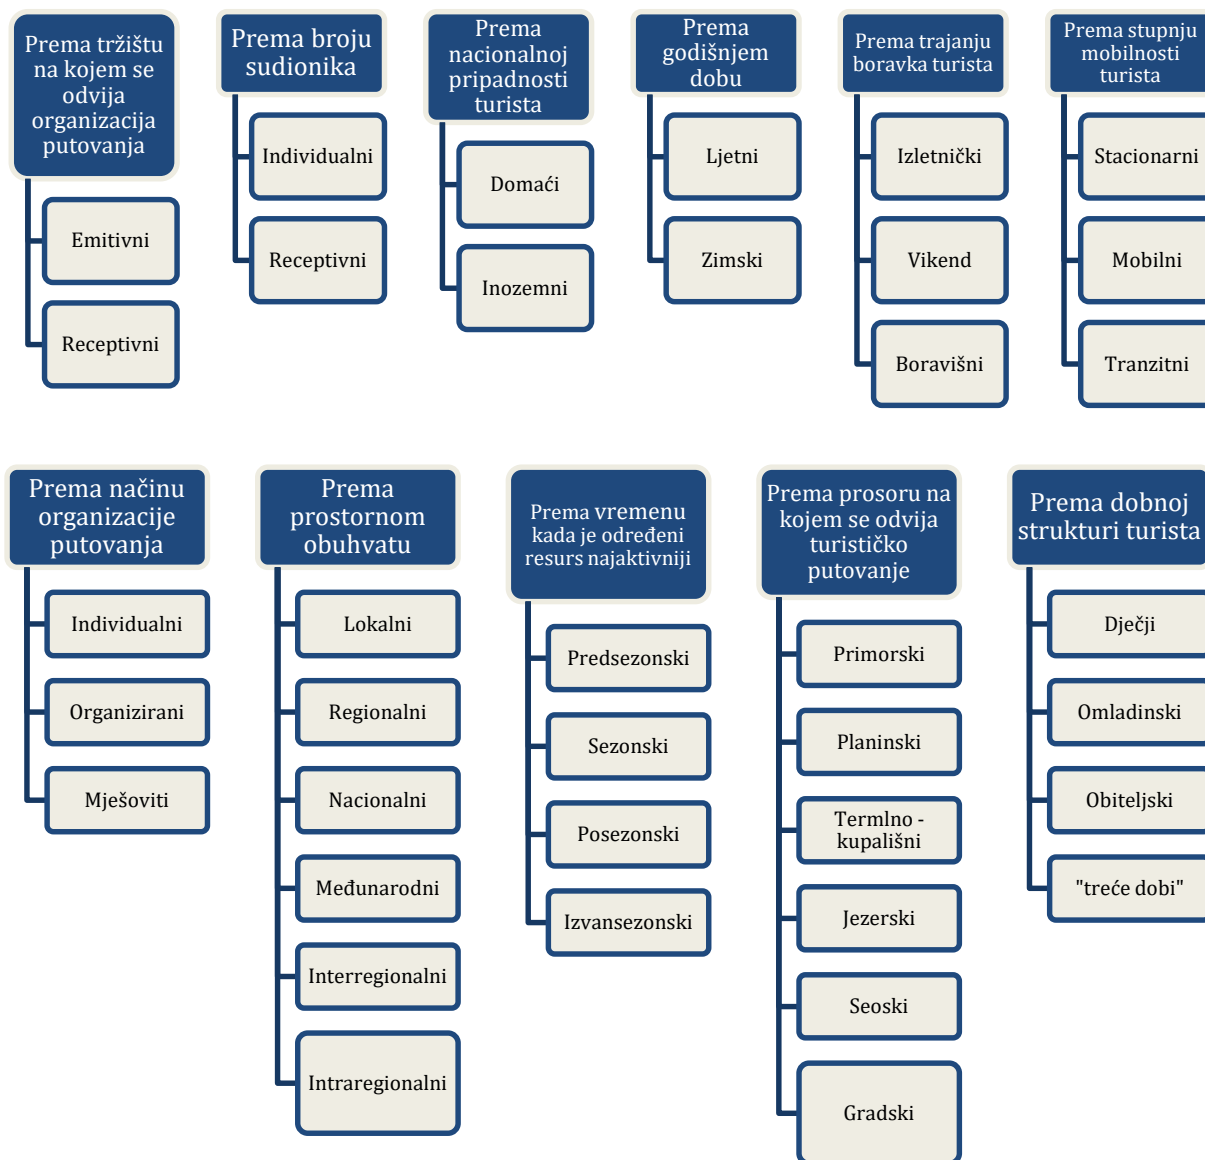 Prema tržištu
na kojem se
odvija
organizacija
putovanja
Emitivni
Receptivni
Prema broju
sudionika
Individualni
Receptivni
Prema
nacionalnoj
pripadnosti
turista
Domaći
Inozemni
Prema
godišnjem
dobu
Ljetni
Zimski
Prema trajanju
boravka turista
Izletnički
Vikend
Boravišni
Prema stupnju
mobilnosti
turista
Stacionarni
Mobilni
Tranzitni
Prema načinu
organizacije
putovanja
Individualni
Organizirani
Mješoviti
Prema
prostornom
obuhvatu
Lokalni
Regionalni
Nacionalni
Međunarodni
Interregionalni
Intraregionalni
Prema vremenu
kada je određeni
resurs najaktivniji
Predsezonski
Sezonski
Posezonski
Izvansezonski
Prema prosoru na
kojem se odvija
turističko
putovanje
Primorski
Planinski
Termlno -
kupališni
Jezerski
Seoski
Gradski
Prema dobnoj
strukturi turista
Dječji
Omladinski
Obiteljski
"treće dobi"